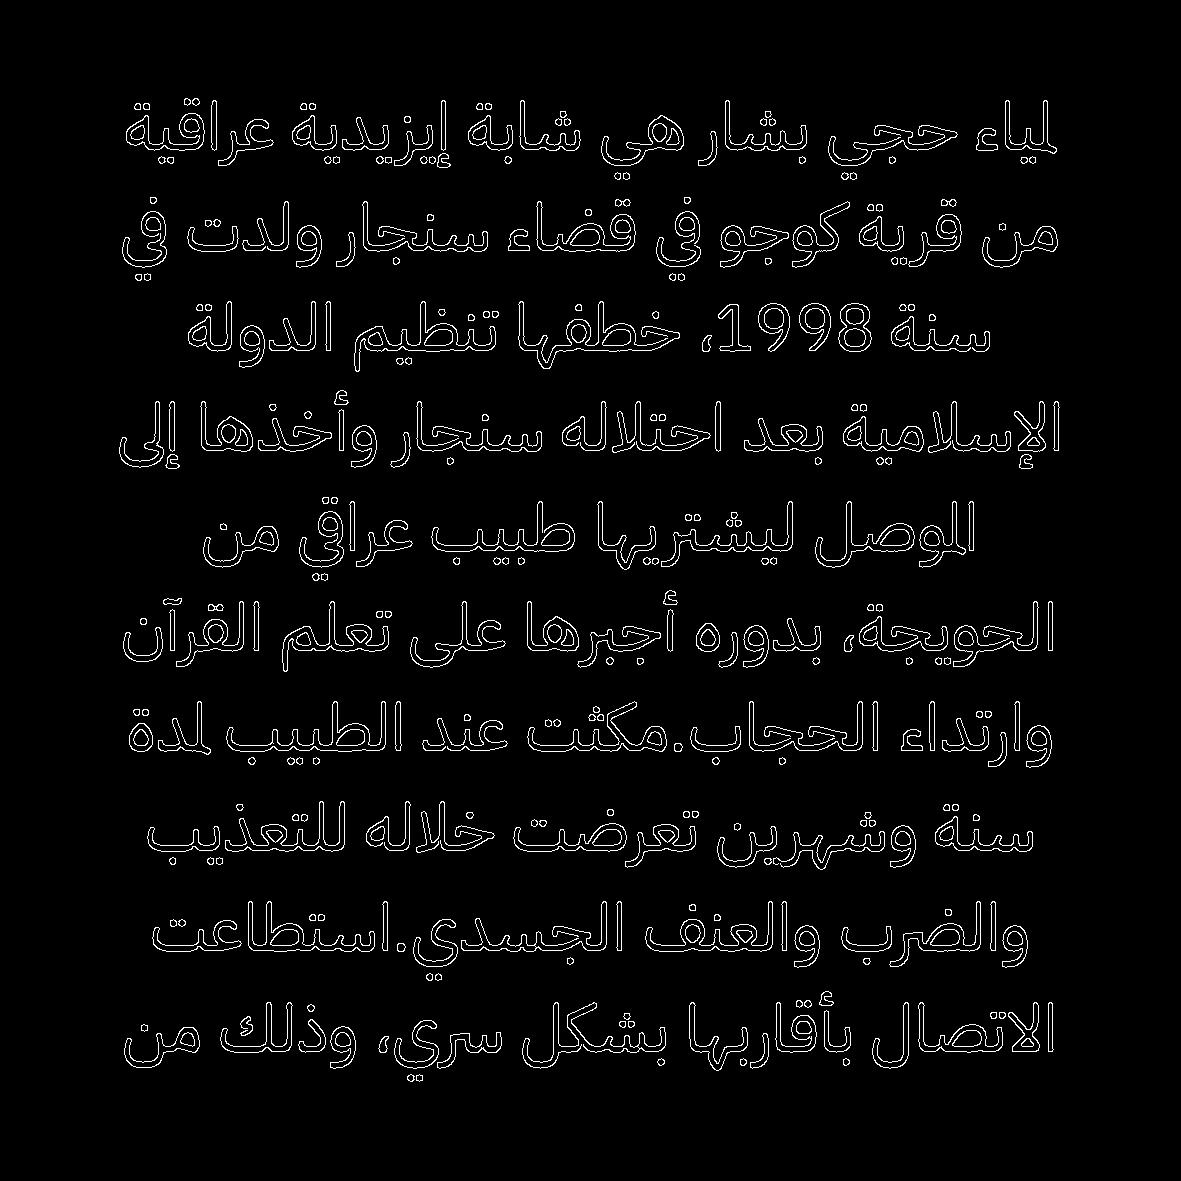 لمياء حجي بشار هي شابة إيزيدية عراقية
من قرية كوجو في قضاء سنجار ولدت في
سنة 1998، خطفها تنظيم الدولة
الإسلامية بعد احتلاله سنجار وأخذها إلى
الموصل ليشتريها طبيب عراقي من
الحويجة، بدوره أجبرها على تعلم القرآن
وارتداء الحجاب.مكثت عند الطبيب لمدة
سنة وشهرين تعرضت خلاله للتعذيب
والضرب والعنف الجسدي.استطاعت
الاتصال بأقاربها بشكل سري، وذلك من